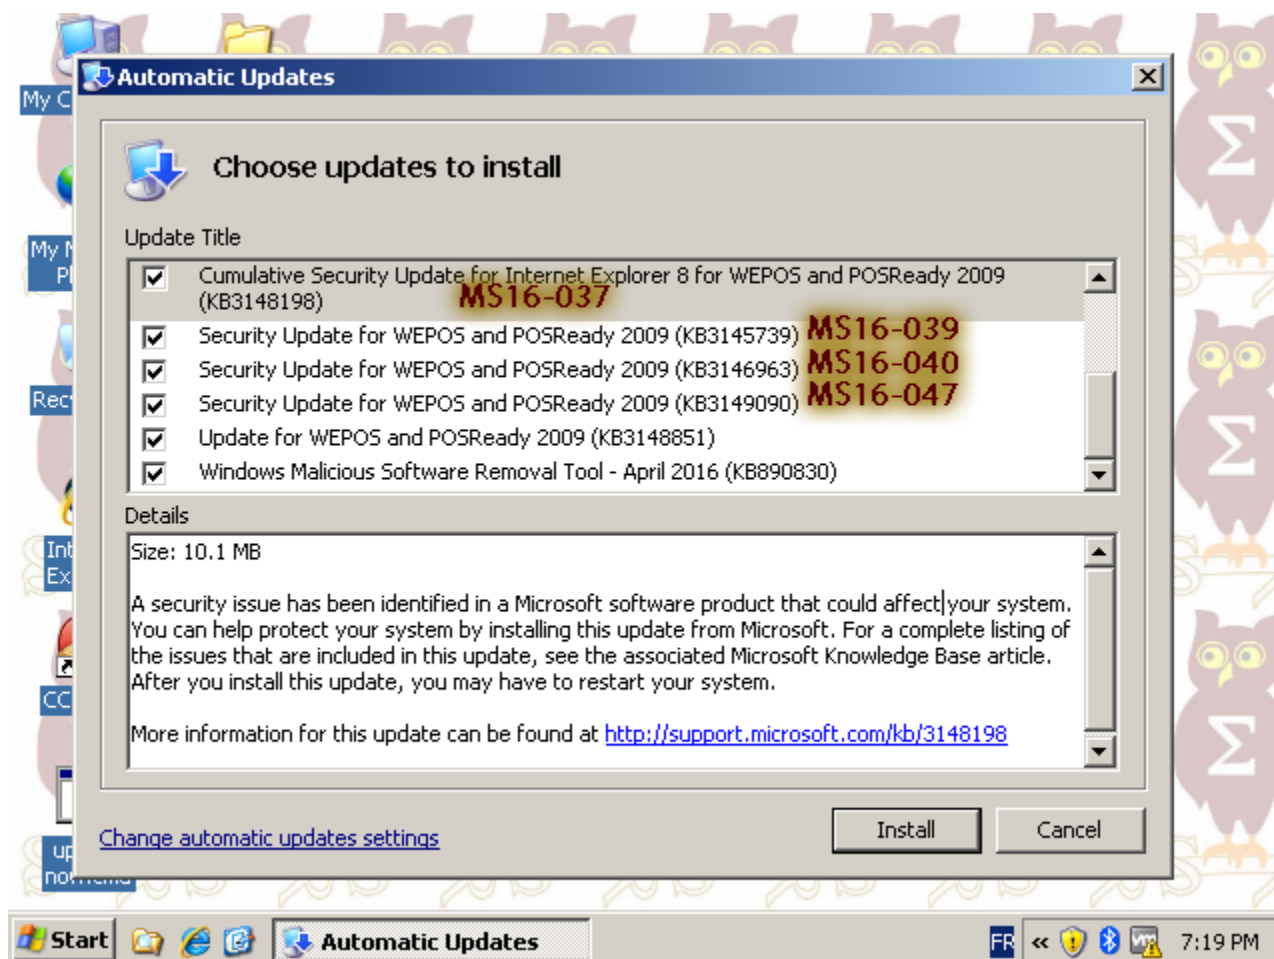 My C
Automatic Updates
Choose updates to install
Update Title
My M
Pl
Cumulative Security Update for Internet Explorer 8 for WEPOS and POSReady 2009
(KB3148198)
MS16-037
Security Update for WEPOS and POSReady 2009 (KB3145739) MS16-039
Security Update for WEPOS and POSReady 2009 (KB3146963) MS16-040
Security Update for WEPOS and POSReady 2009 (KB3149090) MS16-047
Rec
Update for WEPOS and POSReady 2009 (KB3148851)
Windows Malicious Software Removal Tool - April 2016 (KB890830)
Details
Int
Ex
Size: 10.1 MB
A security issue has been identified in a Microsoft software product that could affect your system.
You can help protect your system by installing this update from Microsoft. For a complete listing of
the issues that are included in this update, see the associated Microsoft Knowledge Base article.
After you install this update, you may have to restart your system.
CC
More information for this update can be found at http://support.microsoft.com/kb/3148198
Change automatic updates settings
Install
Cancel
up
Σ
Σ
Σ
Start
Automatic Updates
FR
«
7:19 PM